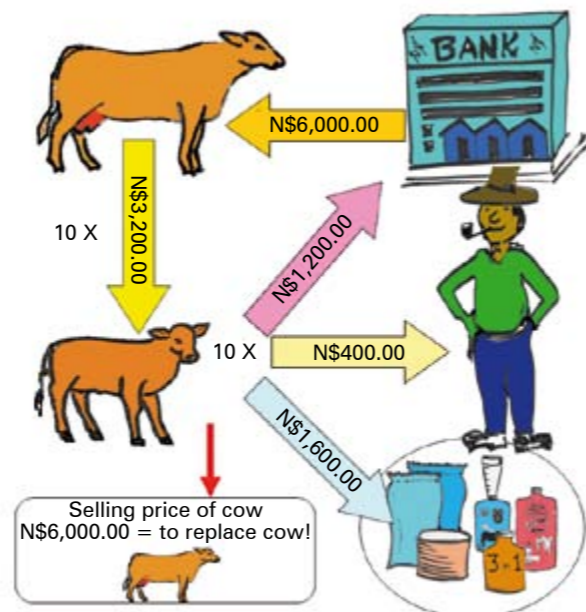 BANK
N$6,000.00
N$3,200.00
10 X
N$1,200.00
10 X
N$400.00
N$1,600.00
Selling price of cow
N$6,000.00 = to replace cow!
8
3-1